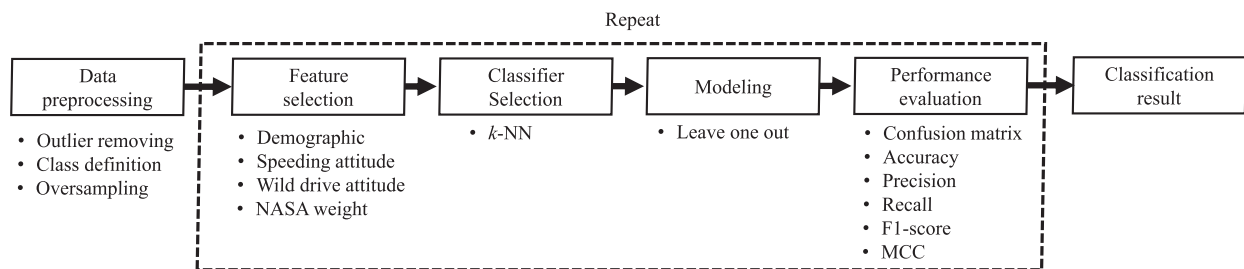 Repeat
Data
preprocessing
Feature
selection
Classifier
Selection
Modeling
Performance
evaluation
Classification
result
• Outlier removing
• Class definition
• Oversampling
• Demographic
• Speeding attitude
• Wild drive attitude
• NASA weight
• k-NN
• Leave one out
• Confusion matrix
• Accuracy
• Precision
• Recall
• F1-score
• MCC